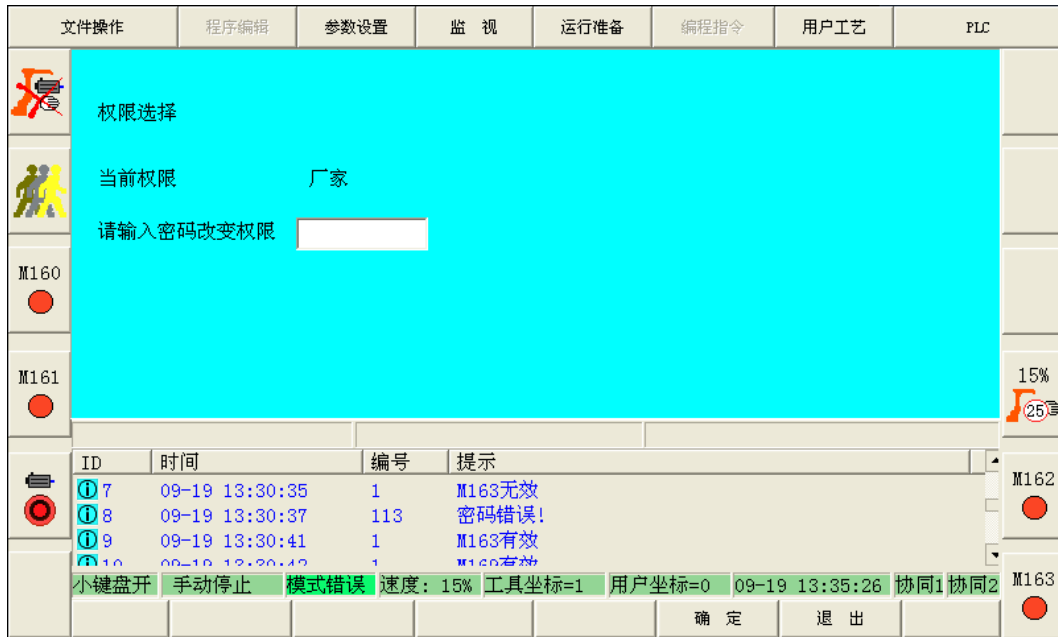 文件操作 程序编辑 参数设置 监 视 运行准备 编程指令 用户工艺 PLC
权限选择
当前权限 厂家
请输入密码改变权限
M160
M161
15%
25
ID 时间 编号 提示
7 09-19 13:30:35 1 M163无效
8 09-19 13:30:37 113 密码错误!
9 09-19 13:30:41 1 M163有效
M162
小键盘开 手动停止 模式错误 速度: 15% 工具坐标=1 用户坐标=0 09-19 13:35:26 协同1 协同2
M163
确 定 退 出